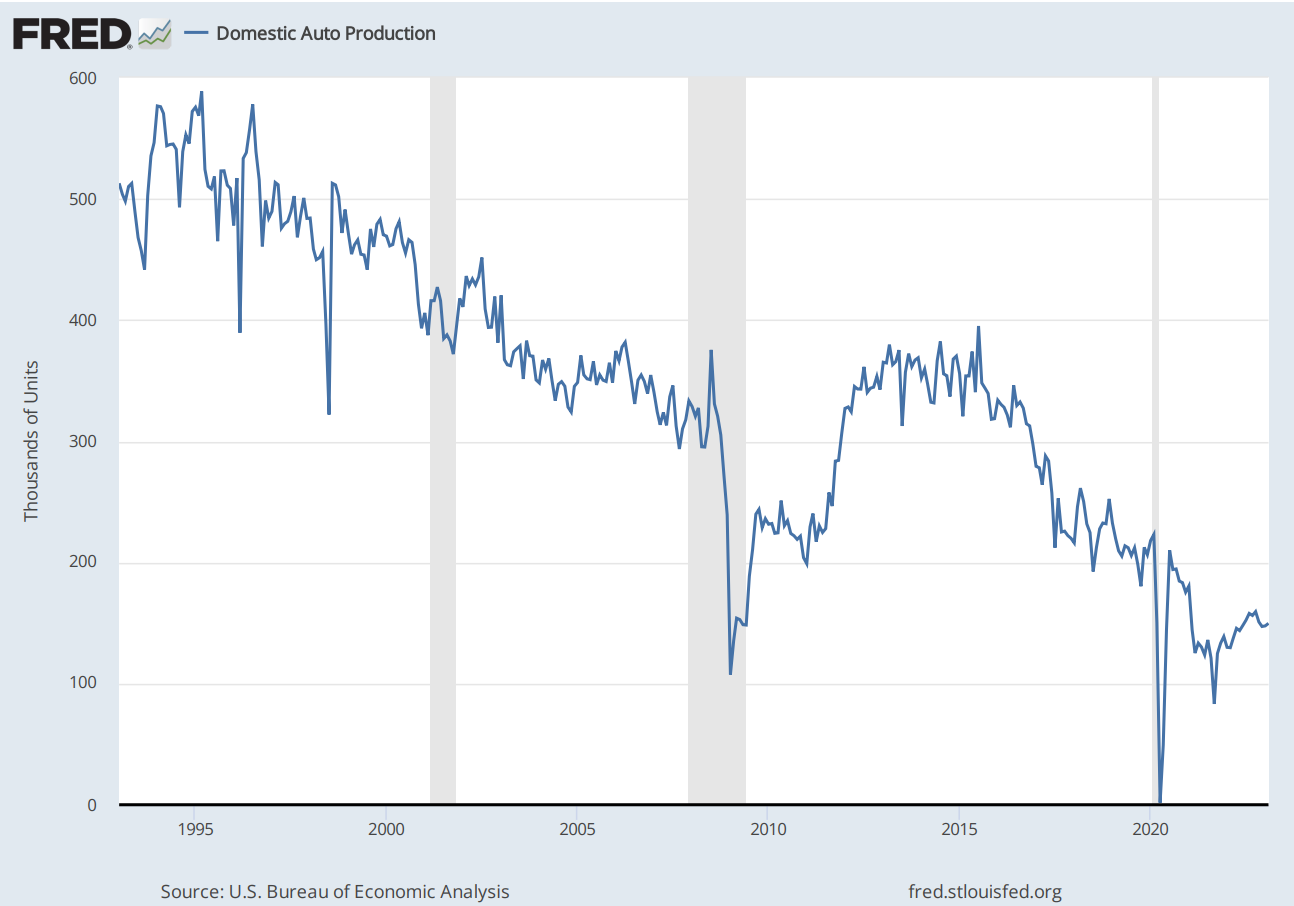 FRED® Domestic Auto Production
Thousands of Units
600
500
400
300
200
100
0
1995 2000 2005 2010 2015 2020
Source: U.S. Bureau of Economic Analysis fred.stlouisfed.org